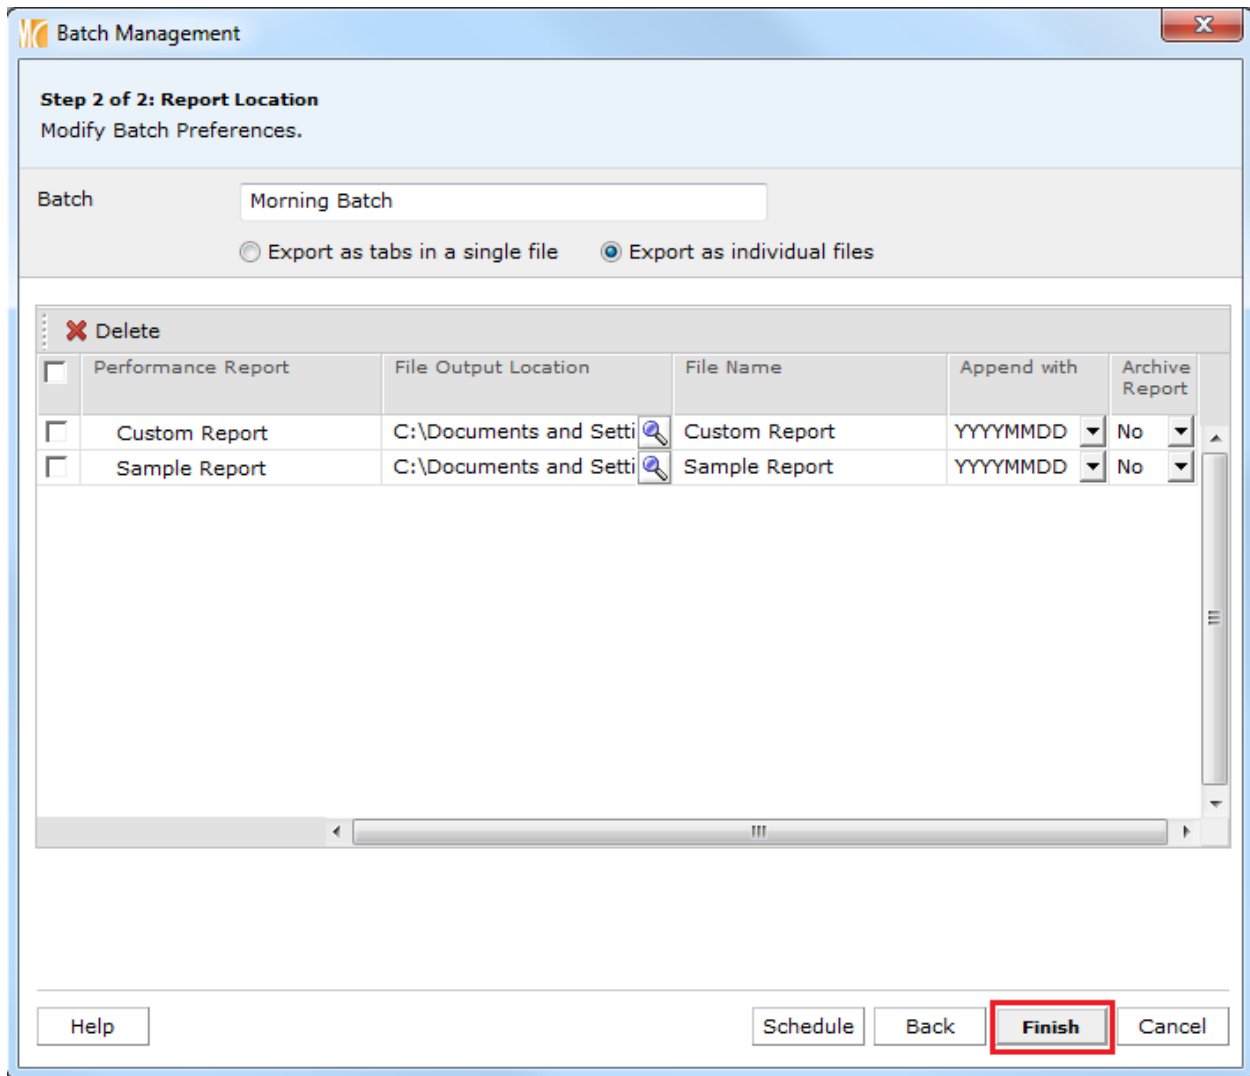 Batch Management
Step 2 of 2: Report Location
Modify Batch Preferences.
Batch Morning Batch
Export as tabs in a single file Export as individual files
Delete
Performance Report File Output Location File Name Append with Archive Report
Custom Report C:\Documents and Setti Custom Report YYYYMMDD No
Sample Report C:\Documents and Setti Sample Report YYYYMMDD No
Help Schedule Back Finish Cancel